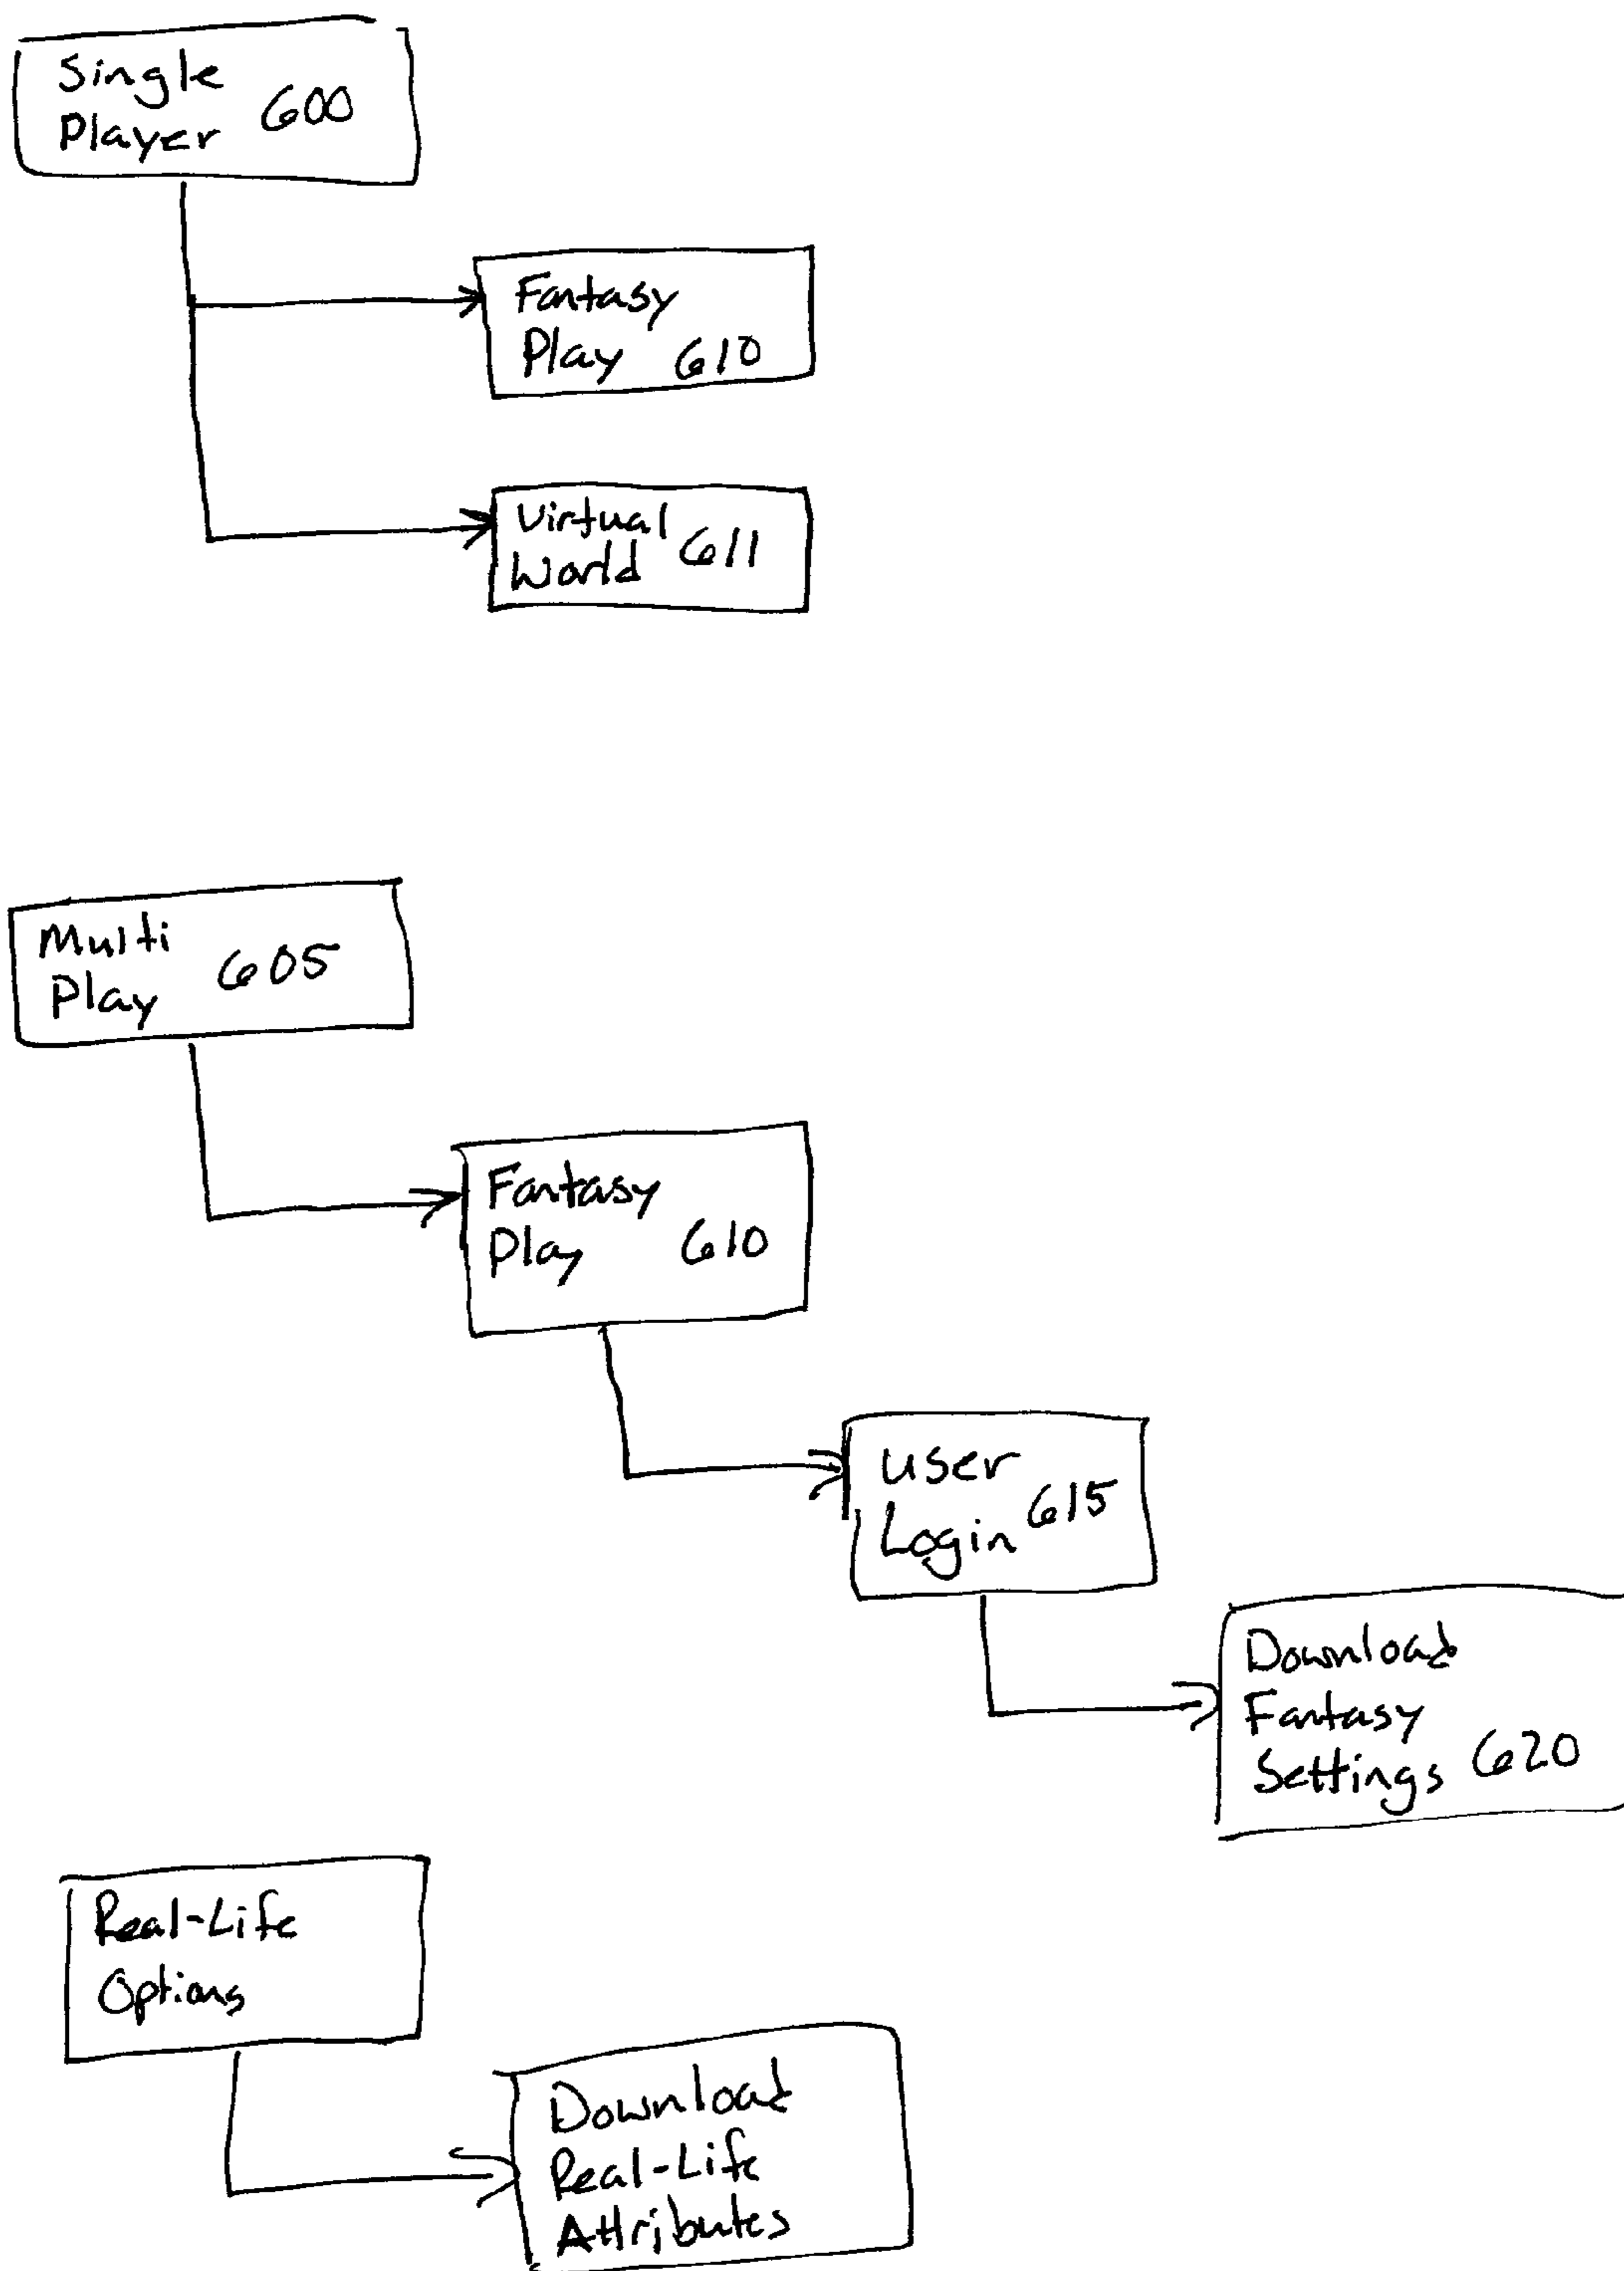 Single
Player 600
Fantasy
Play 610
Virtual
World 611
Multi
Play 605
Fantasy
Play 610
User
Login 615
Download
Fantasy
Settings 620
Real-Life
Options
Download
Real-Life
Attributes